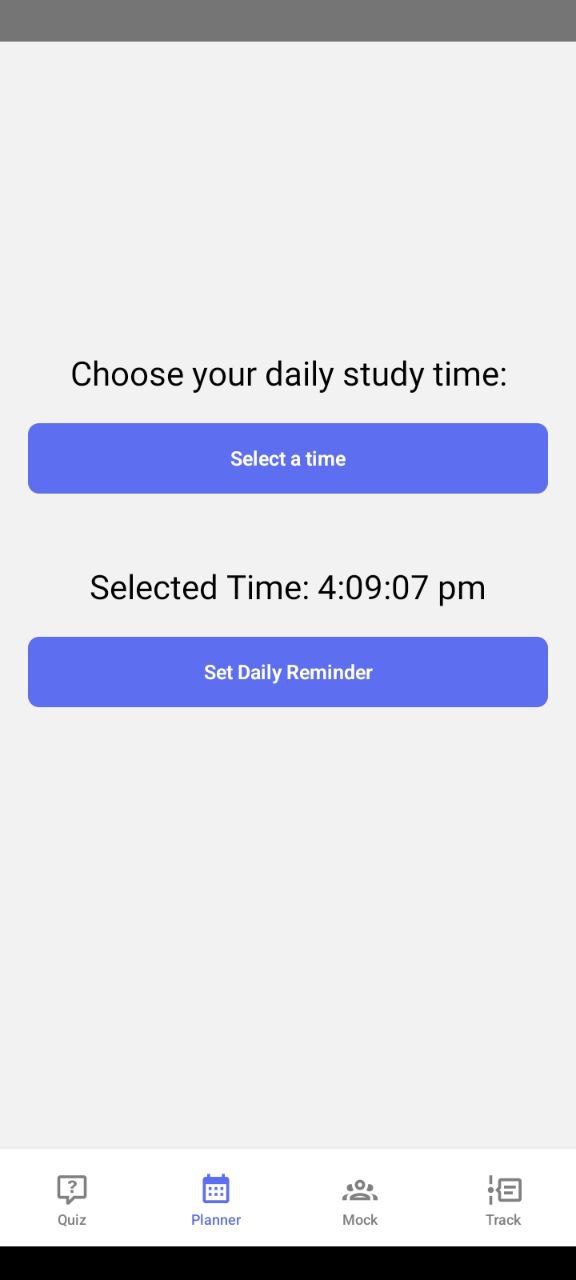 Choose your daily study time:
Select a time
Selected Time: 4:09:07 pm
Set Daily Reminder
?
Quiz
Planner
Mock
Track